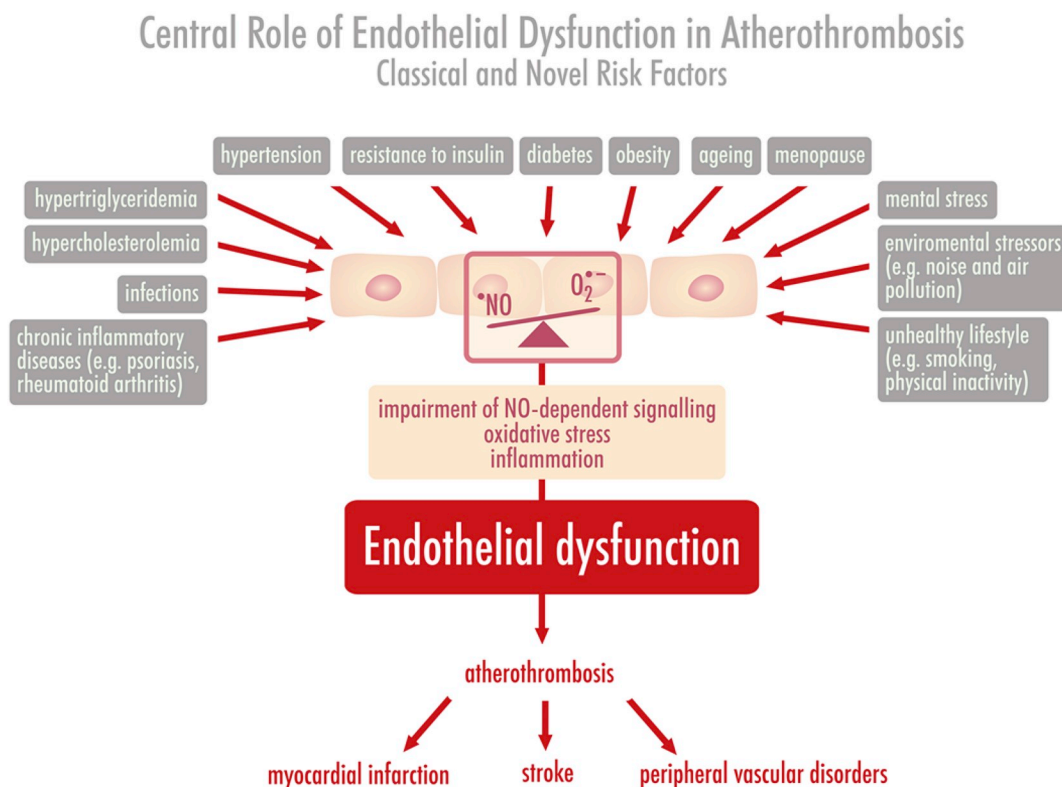 Central Role of Endothelial Dysfunction in Atherothrombosis
Classical and Novel Risk Factors
hypertension
resistance to insulin
diabetes
obesity
ageing
menopause
hypertriglyceridemia
hypercholesterolemia
infections
chronic inflammatory
diseases (e.g. psoriasis,
rheumatoid arthritis)
mental stress
enviromental stressors
(e.g. noise and air
pollution)
unhealthy lifestyle
(e.g. smoking,
physical inactivity)
•NO
O₂•−
impairment of NO-dependent signalling
oxidative stress
inflammation
Endothelial dysfunction
atherothrombosis
myocardial infarction
stroke
peripheral vascular disorders